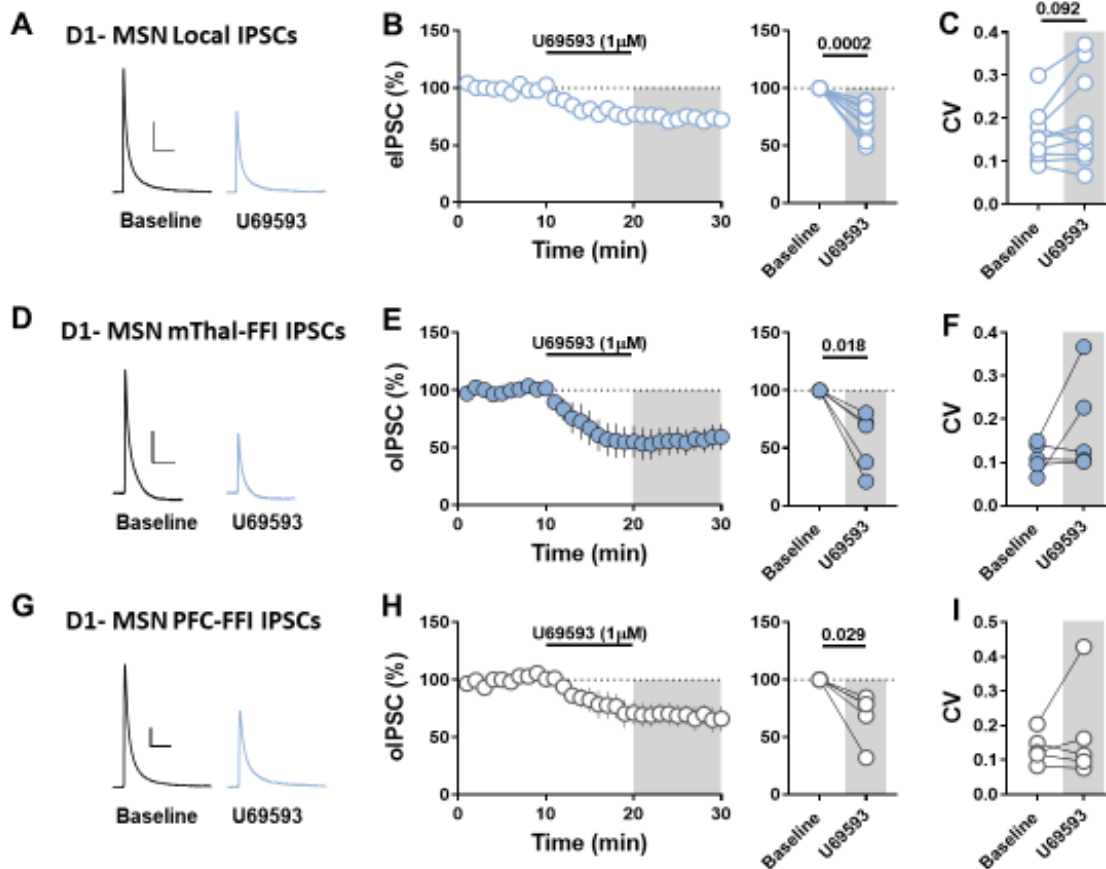 A
D1- MSN Local IPSCs
Baseline
U69593
B
U69593 (1μM)
eIPSC (%)
150
100
50
0
0
10
20
30
Time (min)
0.0002
150
100
50
0
Baseline
U69593
C
0.092
CV
0.4
0.3
0.2
0.1
0.0
Baseline
U69593
D
D1- MSN mThal-FFI IPSCs
Baseline
U69593
E
U69593 (1μM)
oIPSC (%)
150
100
50
0
0
10
20
30
Time (min)
0.018
150
100
50
0
Baseline
U69593
F
CV
0.4
0.3
0.2
0.1
0.0
Baseline
U69593
G
D1- MSN PFC-FFI IPSCs
Baseline
U69593
H
U69593 (1μM)
oIPSC (%)
150
100
50
0
0
10
20
30
Time (min)
0.029
150
100
50
0
Baseline
U69593
I
CV
0.5
0.4
0.3
0.2
0.1
0.0
Baseline
U69593